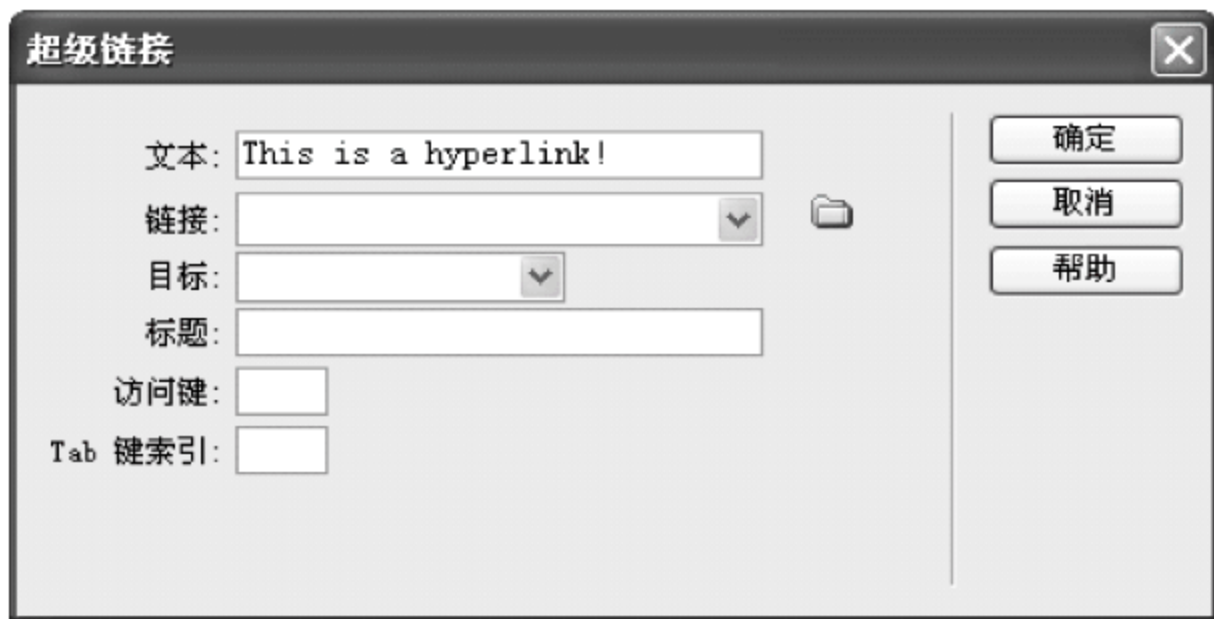 超级链接
文本: This is a hyperlink!
确定
链接:
取消
目标:
帮助
标题:
访问键:
Tab 键索引: